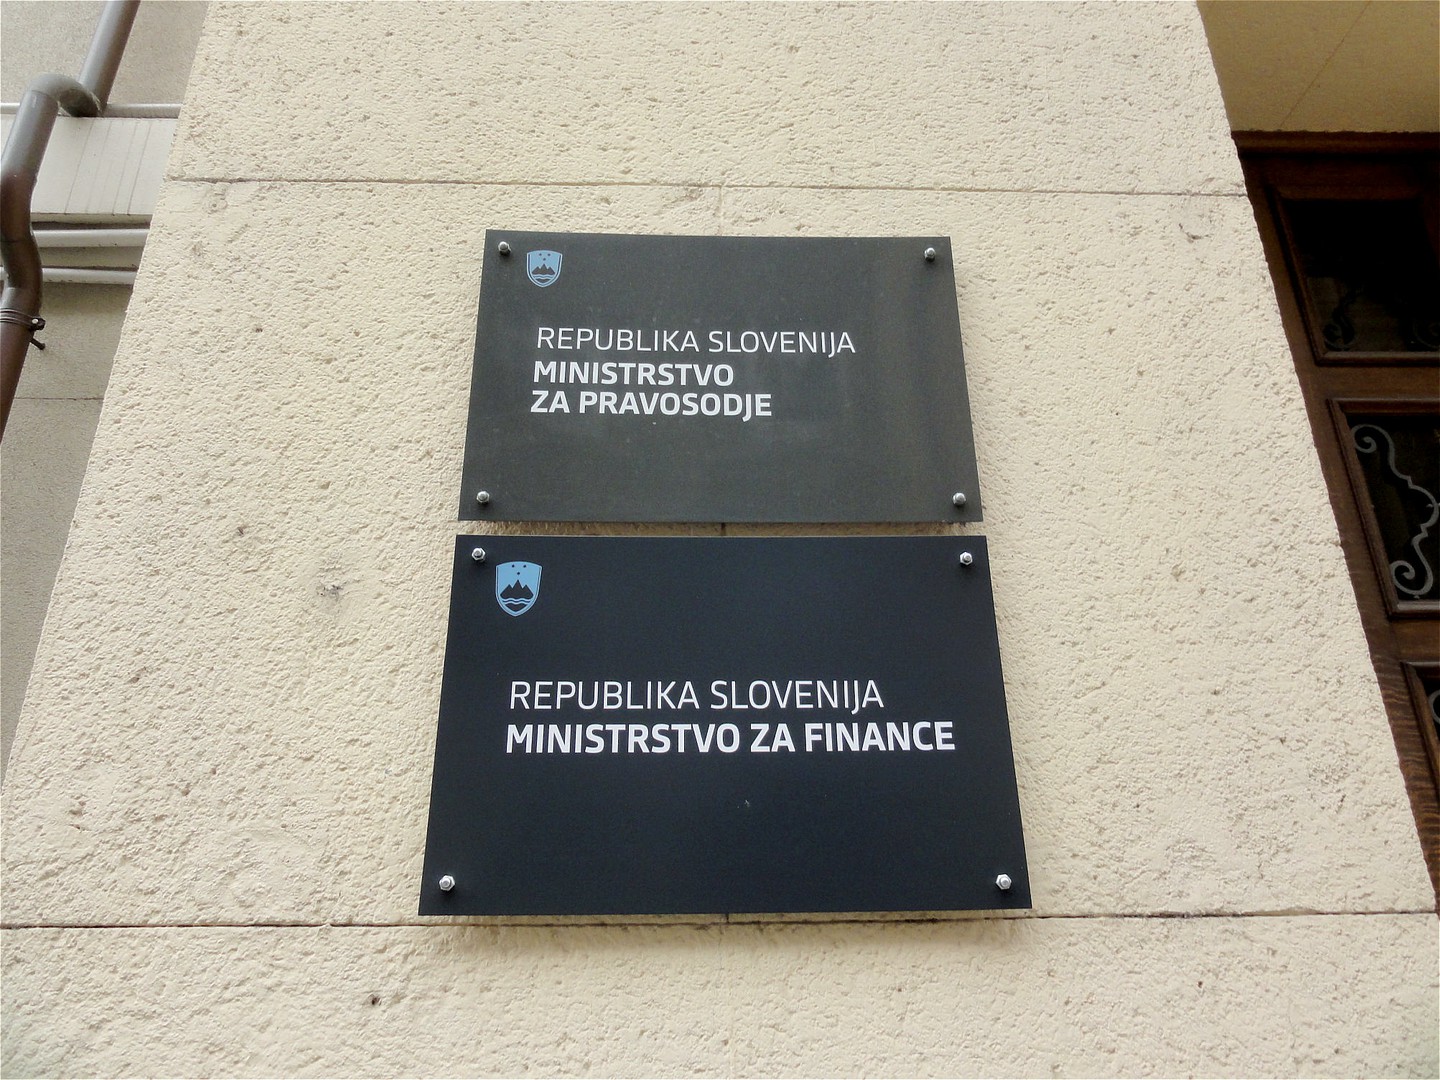 REPUBLIKA SLOVENIJA
MINISTRSTVO
ZA PRAVOSODJE
REPUBLIKA SLOVENIJA
MINISTRSTVO ZA FINANCE